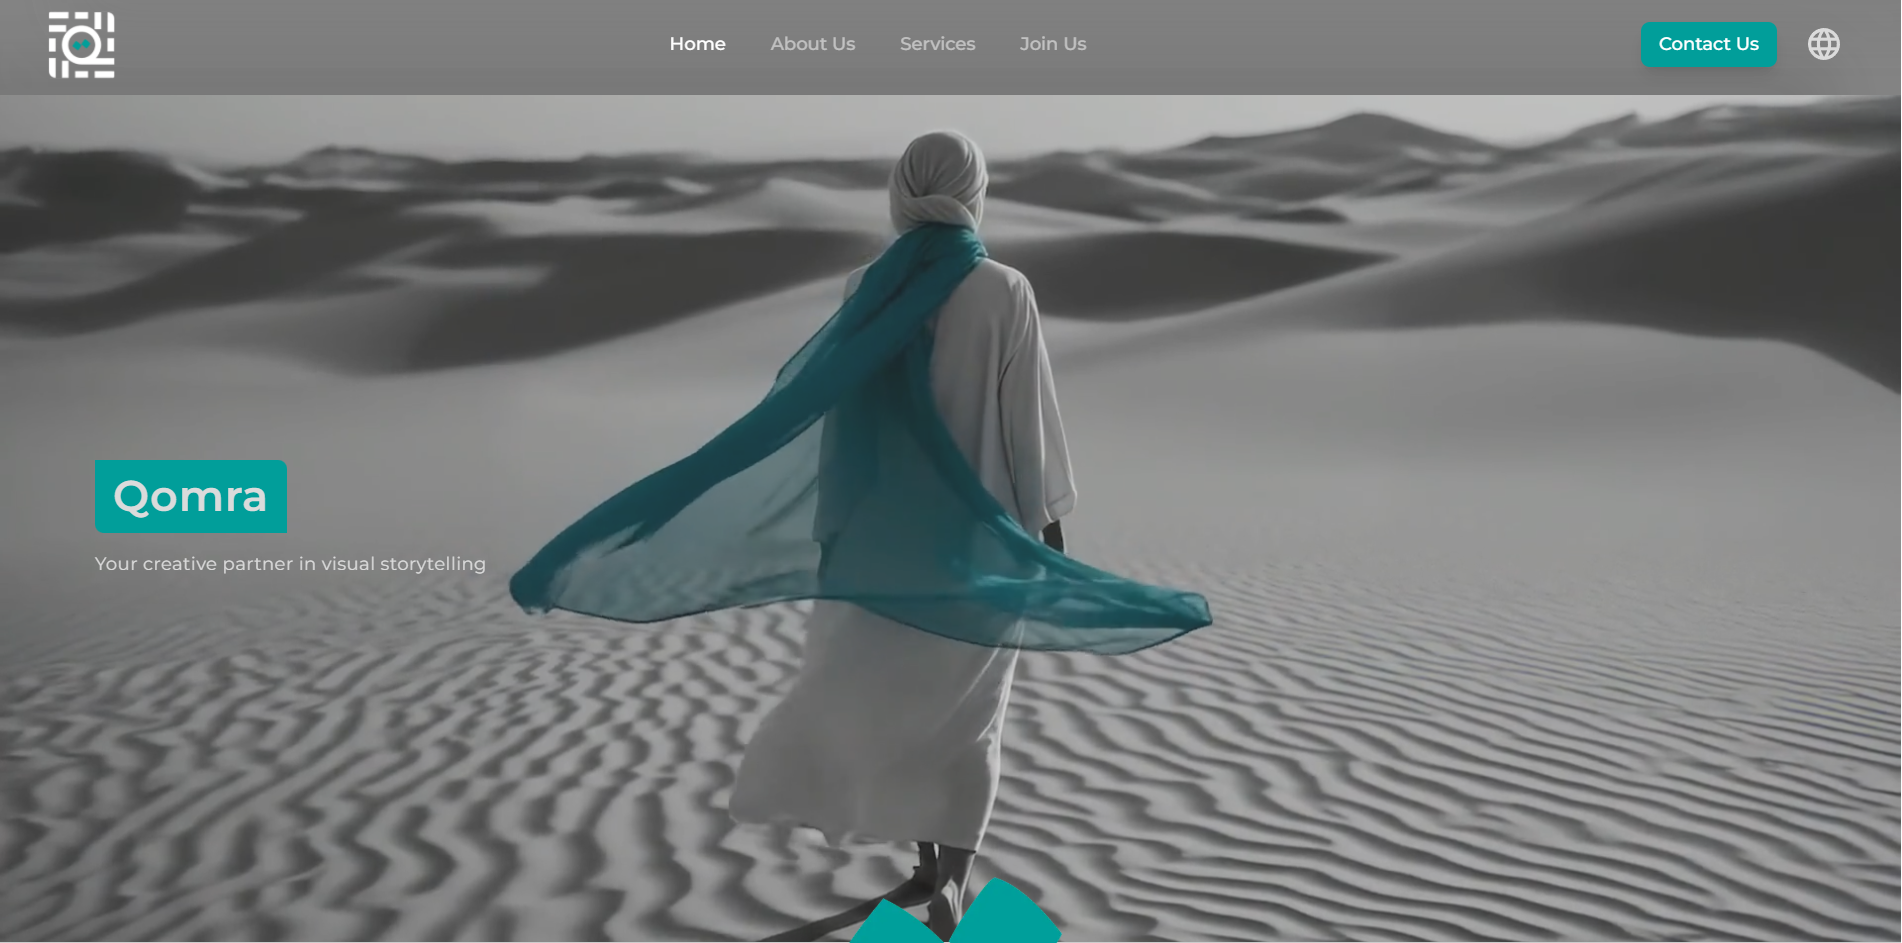 Home
About Us
Services
Join Us
Contact Us
Qomra
Your creative partner in visual storytelling